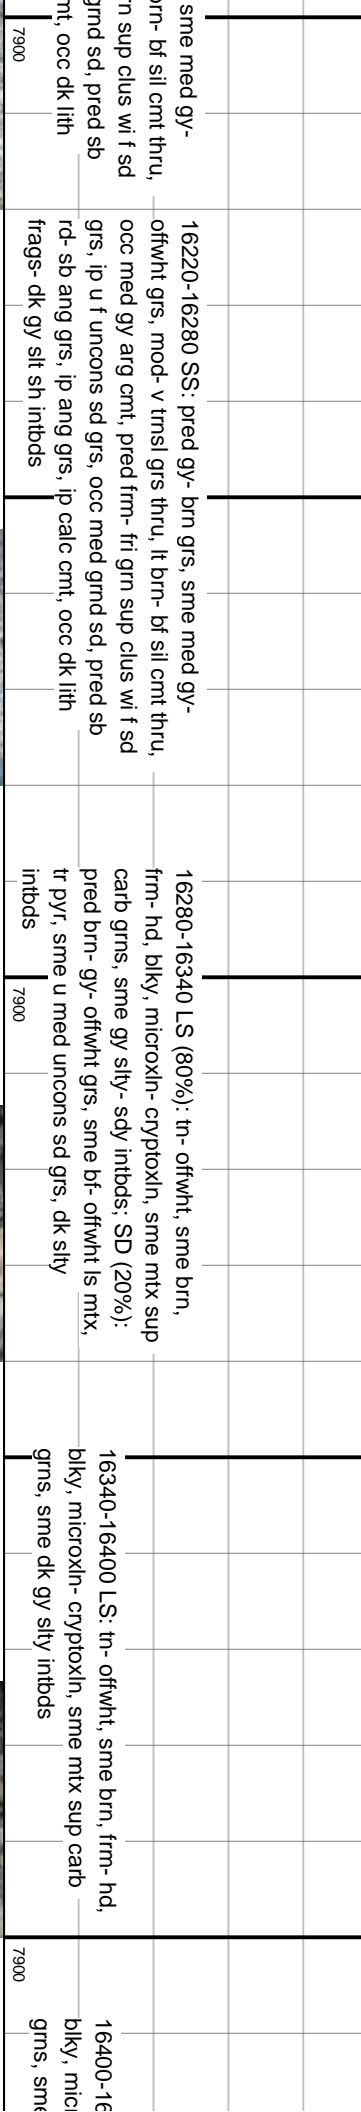 sme med gy-
brn- bf sil cmt thru,
rn sup clus wi f sd
grnd sd, pred sb
mt, occ dk lith
7900
16220-16280 SS: pred gy- brn grs, sme med gy-
offwht grs, mod- v trnsl grs thru, lt brn- bf sil cmt thru,
occ med gy arg cmt, pred frm- fri grn sup clus wi f sd
grs, ip u f uncons sd grs, occ med grnd sd, pred sb
rd- sb ang grs, ip ang grs, ip calc cmt, occ dk lith
frags- dk gy slt sh intbds
16280-16340 LS (80%): tn- offwht, sme brn,
frm- hd, blky, microxln- cryptoxln, sme mtx sup
carb grns, sme gy slty- sdy intbds; SD (20%):
pred brn- gy- offwht grs, sme bf- offwht ls mtx,
tr pyr, sme u med uncons sd grs, dk slty
intbds
7900
16340-16400 LS: tn- offwht, sme brn, frm- hd,
blky, microxln- cryptoxln, sme mtx sup carb
grns, sme dk gy slty intbds
7900
16400-16
blky, micr
grns, sme